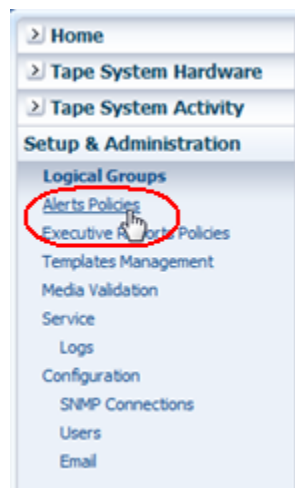 Home
Tape System Hardware
Tape System Activity
Setup & Administration
Logical Groups
Alerts Policies
Executive Reports Policies
Templates Management
Media Validation
Service
Logs
Configuration
SNMP Connections
Users
Email